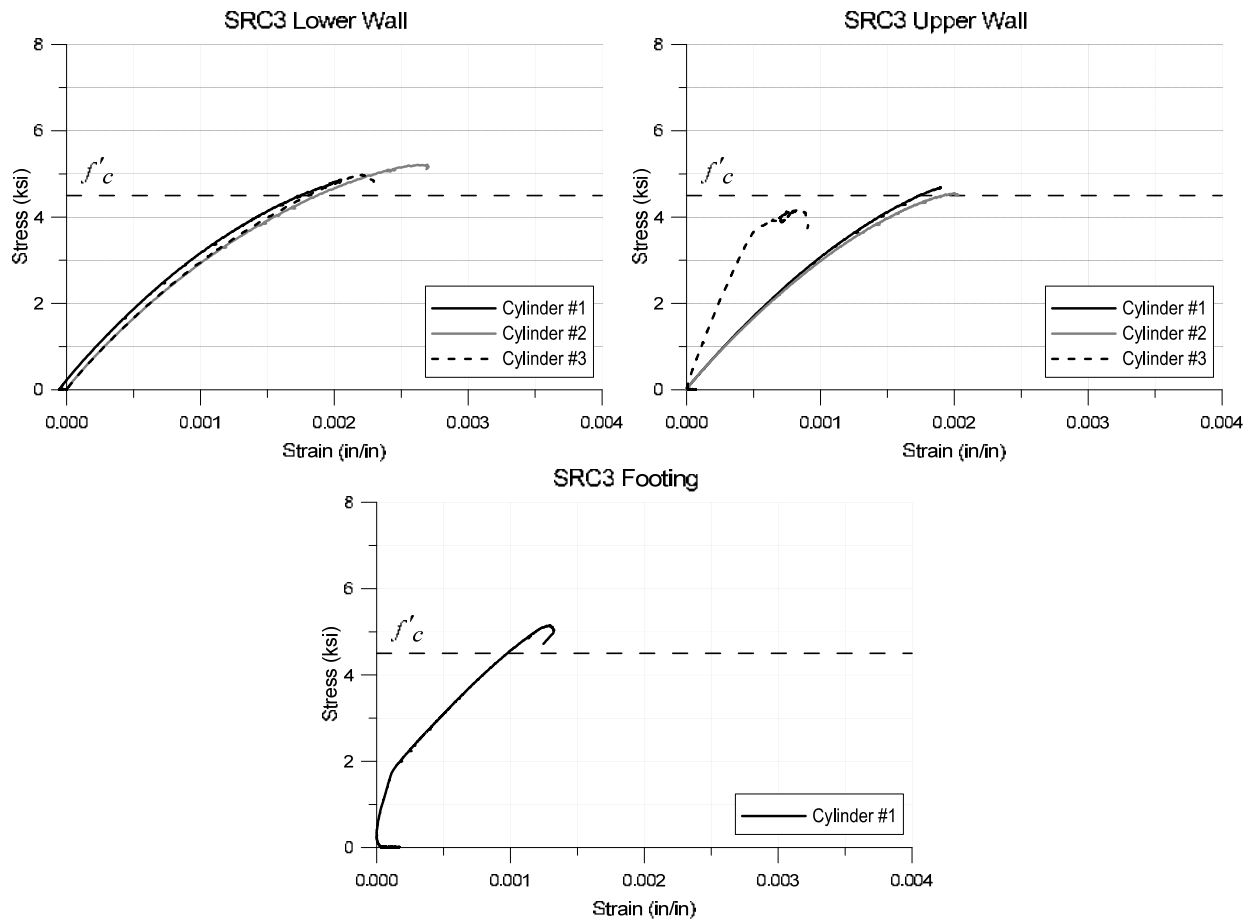 SRC3 Lower Wall
8
6
4
2
0
Stress (ksi)
f'c
Cylinder #1
Cylinder #2
Cylinder #3
0.000 0.001 0.002 0.003 0.004
Strain (in/in)
SRC3 Upper Wall
8
6
4
2
0
Stress (ksi)
f'c
Cylinder #1
Cylinder #2
Cylinder #3
0.000 0.001 0.002 0.003 0.004
Strain (in/in)
SRC3 Footing
8
6
4
2
0
Stress (ksi)
f'c
Cylinder #1
0.000 0.001 0.002 0.003 0.004
Strain (in/in)